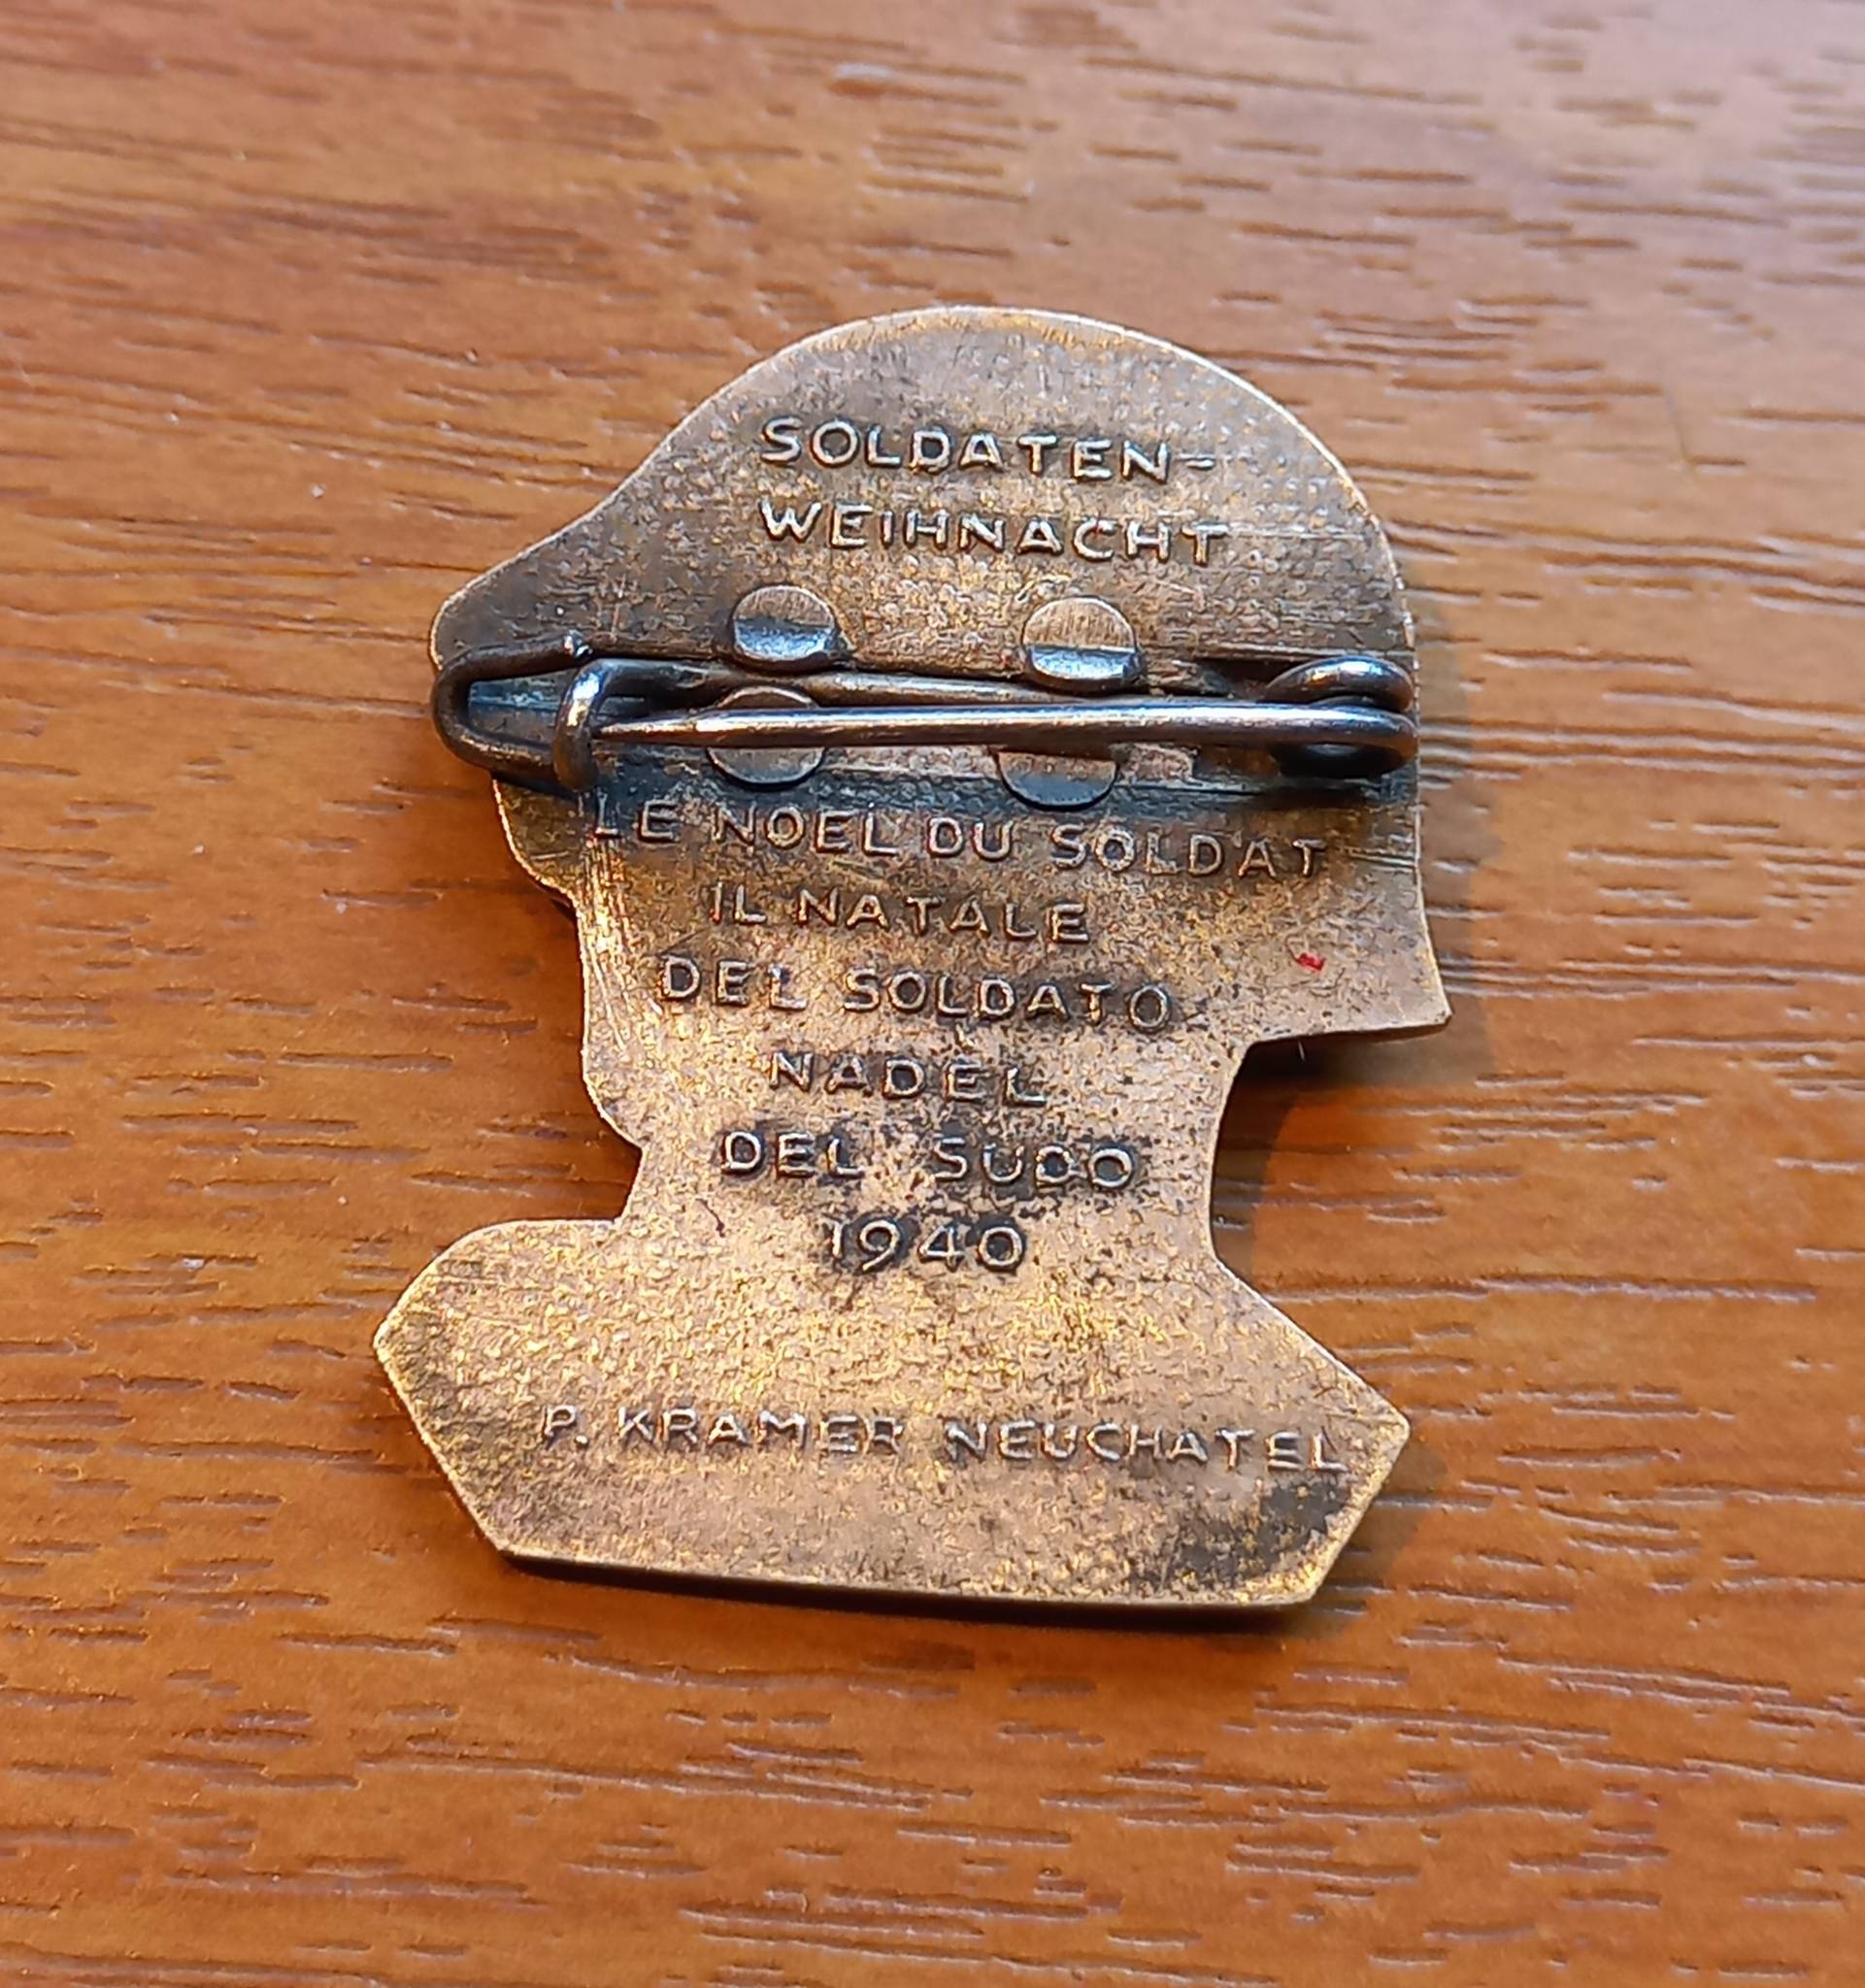 SOLDATEN-
WEIHNACHT
LE NOEL DU SOLDAT
IL NATALE
DEL SOLDATO
NADEL
DEL SUDO
1940
P. KRAMER NEUCHATEL